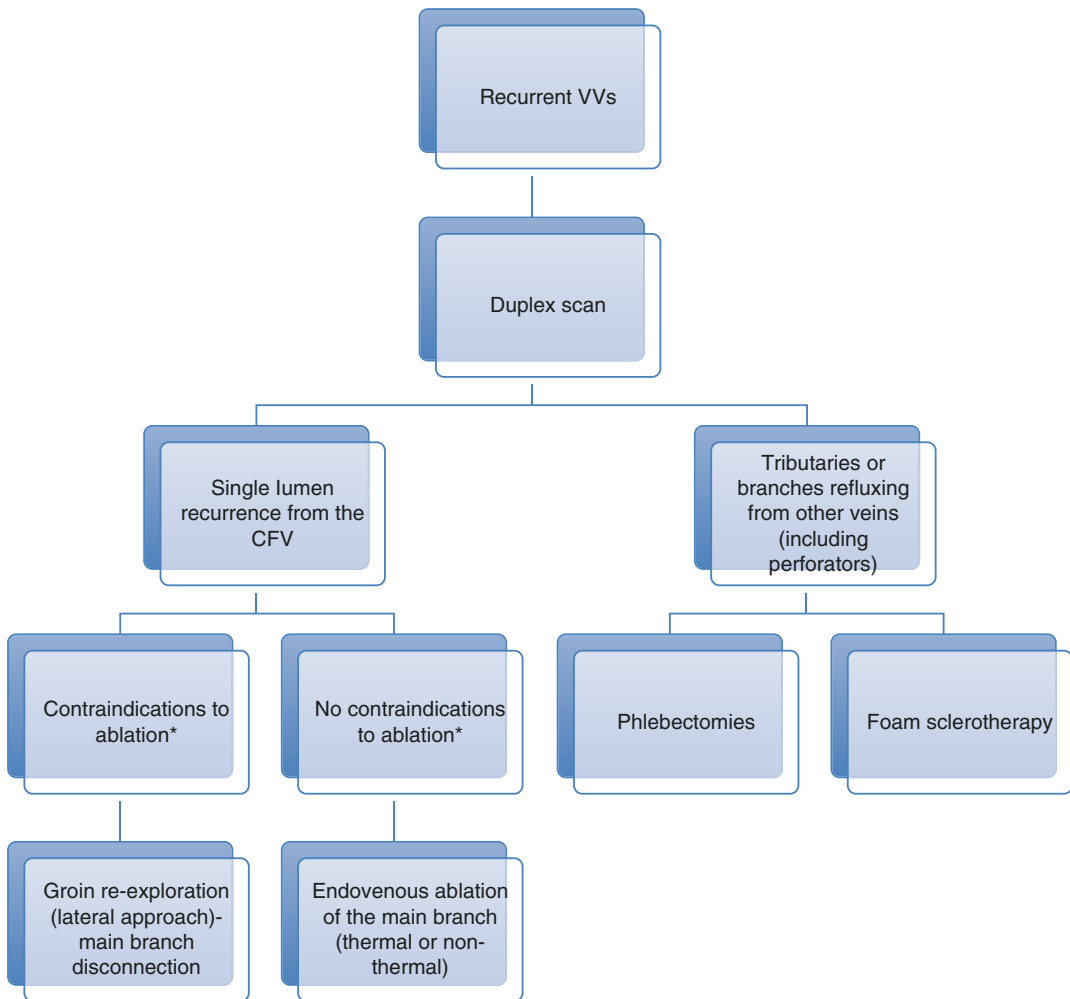 Recurrent VVs
Duplex scan
Single lumen
recurrence from the
CFV
Tributaries or
branches refluxing
from other veins
(including
perforators)
Contraindications to
ablation*
No contraindications
to ablation*
Phlebectomies
Foam sclerotherapy
Groin re-exploration
(lateral approach)-
main branch
disconnection
Endovenous ablation
of the main branch
(thermal or non-
thermal)